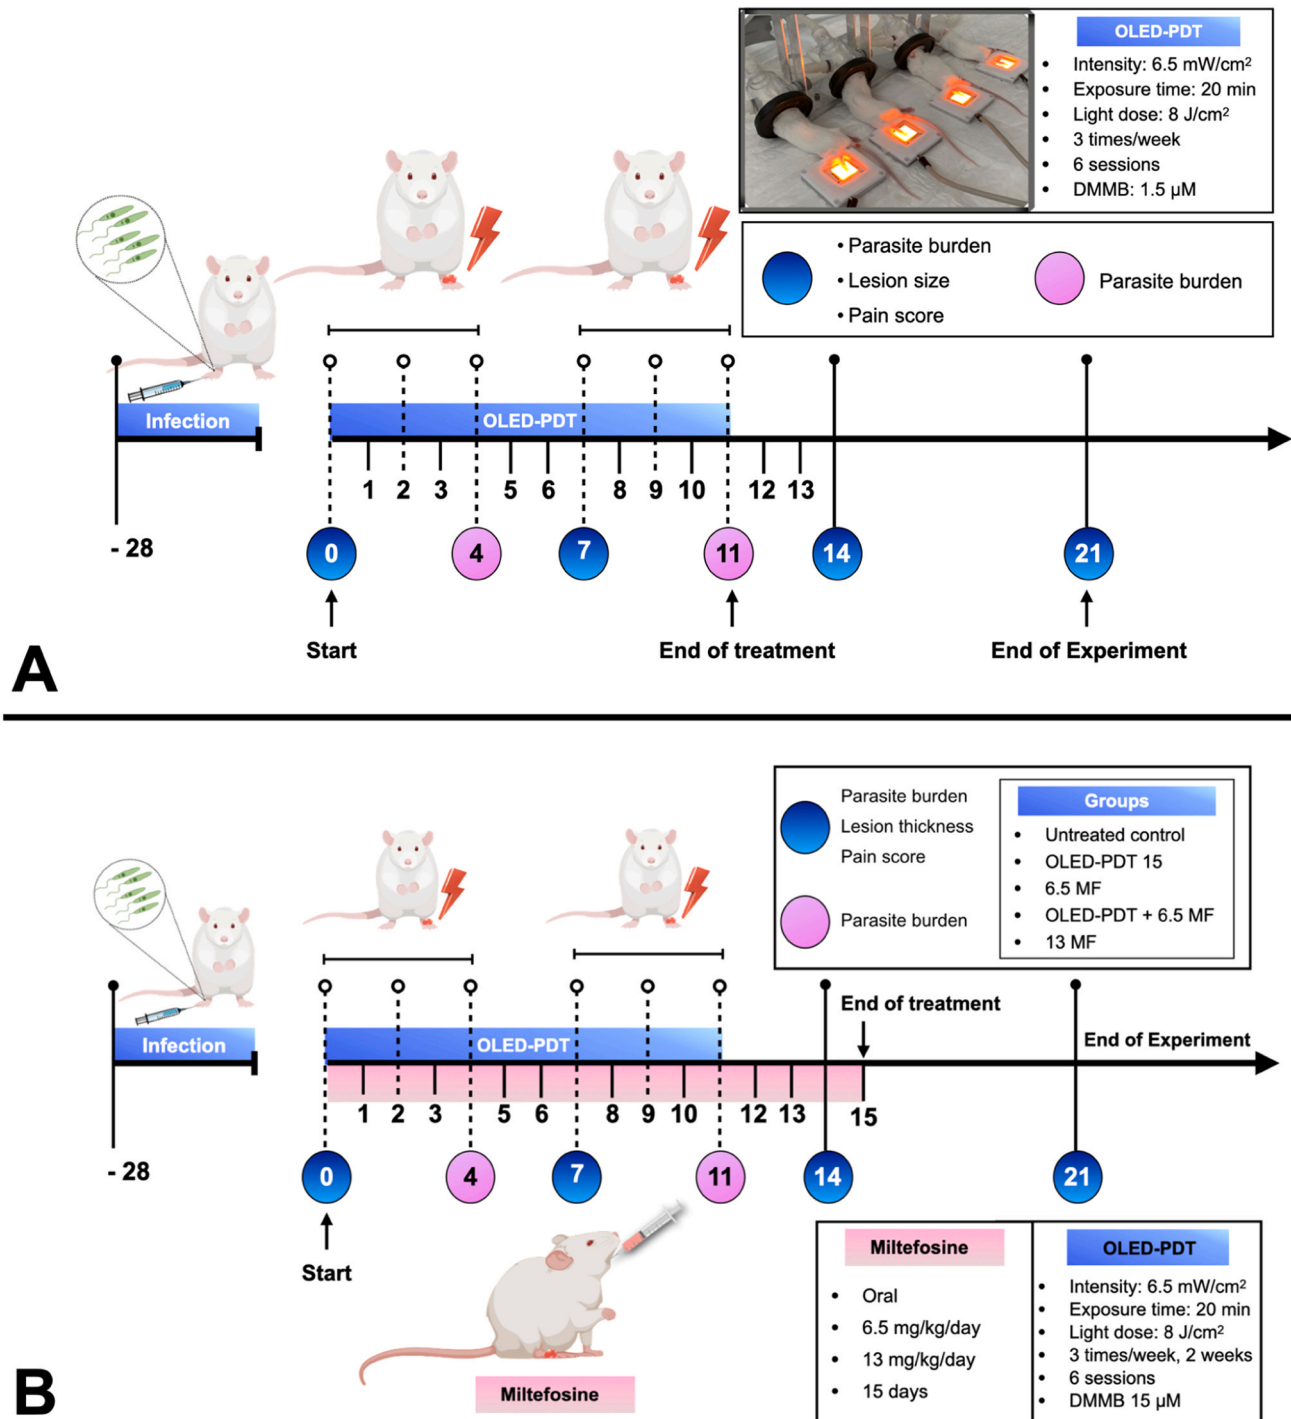 OLED-PDT
• Intensity: 6.5 mW/cm²
• Exposure time: 20 min
• Light dose: 8 J/cm²
• 3 times/week
• 6 sessions
• DMMB: 1.5 µM
• Parasite burden
• Lesion size
• Pain score
Parasite burden
Infection
OLED-PDT
1 2 3 5 6 8 9 10 12 13
- 28
0 4 7 11 14 21
Start
End of treatment
End of Experiment
A
Parasite burden
Lesion thickness
Pain score
Parasite burden
Groups
• Untreated control
• OLED-PDT 15
• 6.5 MF
• OLED-PDT + 6.5 MF
• 13 MF
End of treatment
End of Experiment
Infection
OLED-PDT
1 2 3 5 6 8 9 10 12 13 15
- 28
0 4 7 11 14 21
Start
Miltefosine
Miltefosine
• Oral
• 6.5 mg/kg/day
• 13 mg/kg/day
• 15 days
OLED-PDT
• Intensity: 6.5 mW/cm²
• Exposure time: 20 min
• Light dose: 8 J/cm²
• 3 times/week, 2 weeks
• 6 sessions
• DMMB 15 µM
B